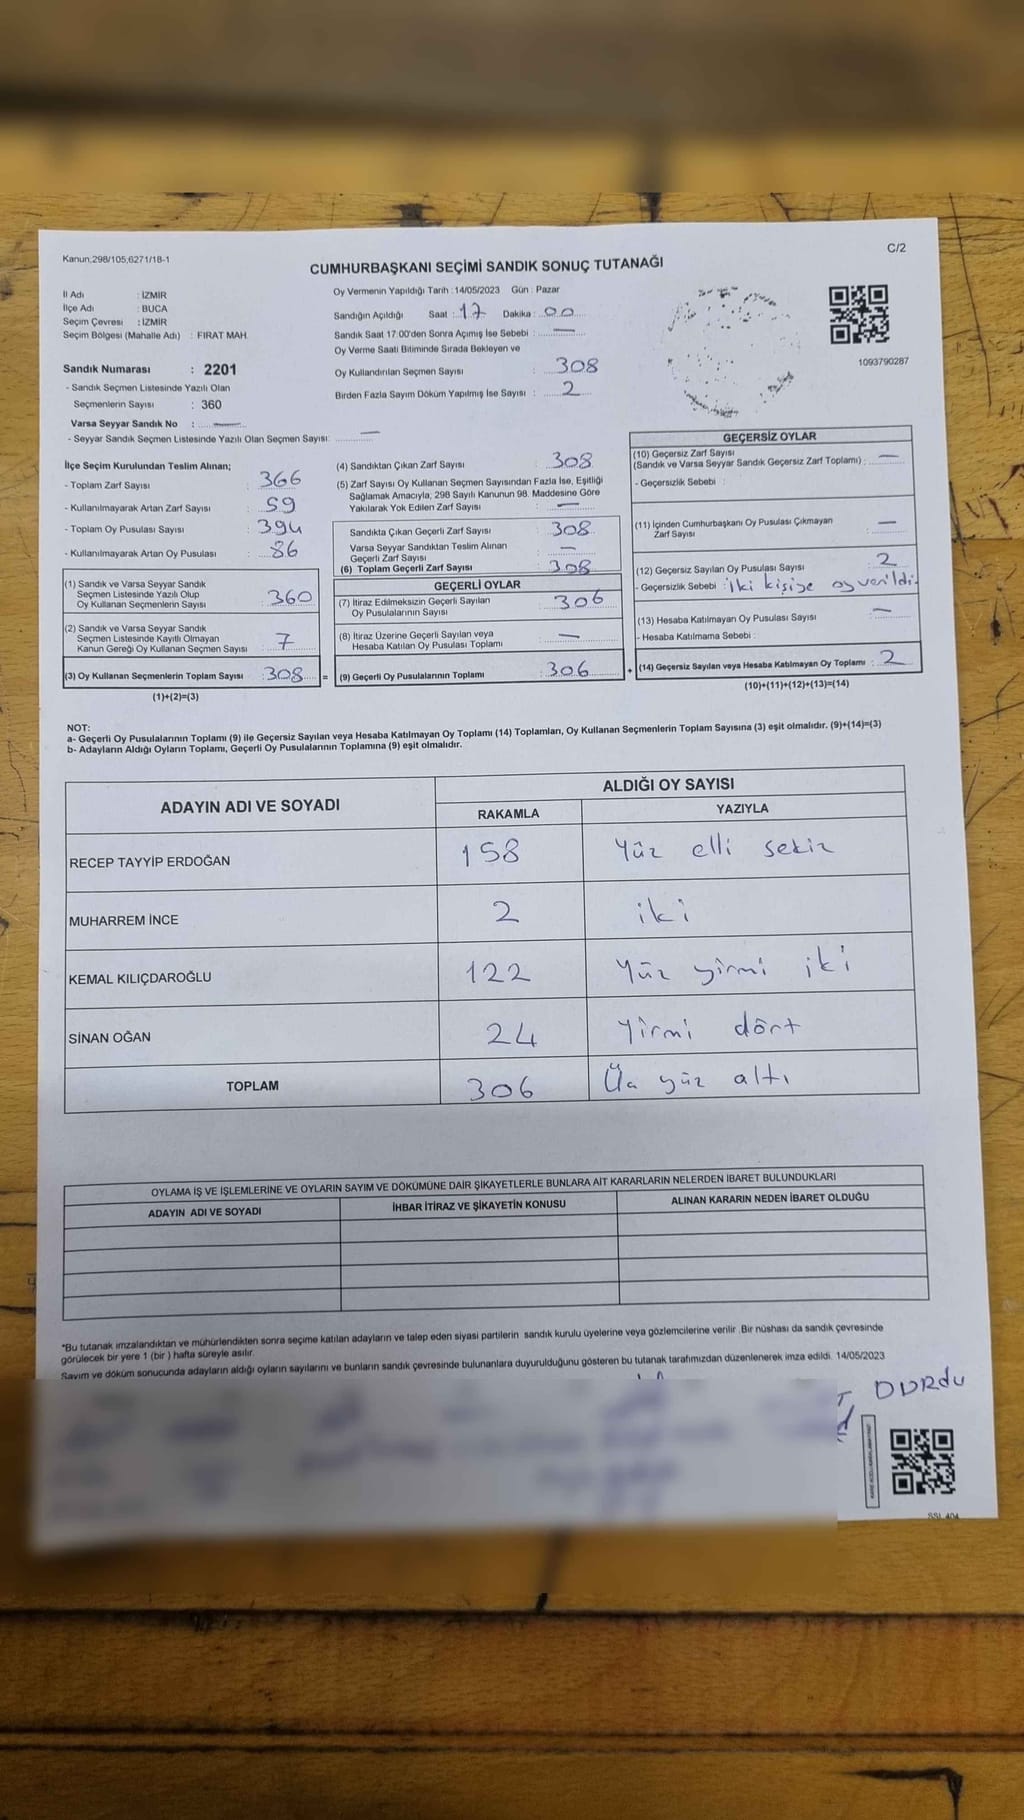 Kanun;298/105,6271/18-1
C/2
CUMHURBAŞKANI SEÇİMİ SANDIK SONUÇ TUTANAĞI
İl Adı : İZMİR
İlçe Adı : BUCA
Seçim Çevresi : İZMİR
Seçim Bölgesi (Mahalle Adı) : FIRAT MAH.
Sandık Numarası : 2201
- Sandık Seçmen Listesinde Yazılı Olan
Seçmenlerin Sayısı : 360
Varsa Seyyar Sandık No : —
- Seyyar Sandık Seçmen Listesinde Yazılı Olan Seçmen Sayısı: —
Oy Vermenin Yapıldığı Tarih :14/05/2023 Gün : Pazar
Sandığın Açıldığı Saat : 17 Dakika : 00
Sandık Saat 17:00'den Sonra Açımış İse Sebebi : —
Oy Verme Saati Bitiminde Sırada Bekleyen ve
Oy Kullandırılan Seçmen Sayısı : 308
Birden Fazla Sayım Döküm Yapılmış İse Sayısı : 2
1093790287
İlçe Seçim Kurulundan Teslim Alınan;
- Toplam Zarf Sayısı : 366
- Kullanılmayarak Artan Zarf Sayısı : 59
- Toplam Oy Pusulası Sayısı : 394
- Kullanılmayarak Artan Oy Pusulası : 86
(1) Sandık ve Varsa Seyyar Sandık
Seçmen Listesinde Yazılı Olup
Oy Kullanan Seçmenlerin Sayısı : 360
(2) Sandık ve Varsa Seyyar Sandık
Seçmen Listesinde Kayıtlı Olmayan
Kanun Gereği Oy Kullanan Seçmen Sayısı : 7
(3) Oy Kullanan Seçmenlerin Toplam Sayısı : 308 =
(1)+(2)=(3)
(4) Sandıktan Çıkan Zarf Sayısı : 308
(5) Zarf Sayısı Oy Kullanan Seçmen Sayısından Fazla İse, Eşitliği
Sağlamak Amacıyla; 298 Sayılı Kanunun 98. Maddesine Göre
Yakılarak Yok Edilen Zarf Sayısı : —
Sandıkta Çıkan Geçerli Zarf Sayısı : 308
Varsa Seyyar Sandıktan Teslim Alınan
Geçerli Zarf Sayısı : —
(6) Toplam Geçerli Zarf Sayısı : 308
GEÇERLİ OYLAR
(7) İtiraz Edilmeksizin Geçerli Sayılan
Oy Pusulalarının Sayısı : 306
(8) İtiraz Üzerine Geçerli Sayılan veya
Hesaba Katılan Oy Pusulası Toplamı : —
(9) Geçerli Oy Pusulalarının Toplamı : 306 +
GEÇERSİZ OYLAR
(10) Geçersiz Zarf Sayısı
(Sandık ve Varsa Seyyar Sandık Geçersiz Zarf Toplamı) : —
- Geçersizlik Sebebi :
(11) İçinden Cumhurbaşkanı Oy Pusulası Çıkmayan
Zarf Sayısı : —
(12) Geçersiz Sayılan Oy Pusulası Sayısı : 2
- Geçersizlik Sebebi : iki kişiye oy verildi.
(13) Hesaba Katılmayan Oy Pusulası Sayısı : —
- Hesaba Katılmama Sebebi :
(14) Geçersiz Sayılan veya Hesaba Katılmayan Oy Toplamı : 2
(10)+(11)+(12)+(13)=(14)
NOT:
a- Geçerli Oy Pusulalarının Toplamı (9) ile Geçersiz Sayılan veya Hesaba Katılmayan Oy Toplamı (14) Toplamları, Oy Kullanan Seçmenlerin Toplam Sayısına (3) eşit olmalıdır. (9)+(14)=(3)
b- Adayların Aldığı Oyların Toplamı, Geçerli Oy Pusulalarının Toplamına (9) eşit olmalıdır.
ADAYIN ADI VE SOYADI
ALDIĞI OY SAYISI
RAKAMLA YAZIYLA
RECEP TAYYİP ERDOĞAN 158 Yüz elli sekiz
MUHARREM İNCE 2 iki
KEMAL KILIÇDAROĞLU 122 Yüz yirmi iki
SİNAN OĞAN 24 Yirmi dört
TOPLAM 306 Üç yüz altı
OYLAMA İŞ VE İŞLEMLERİNE VE OYLARIN SAYIM VE DÖKÜMÜNE DAİR ŞİKAYETLERLE BUNLARA AİT KARARLARIN NELERDEN İBARET BULUNDUKLARI
ADAYIN ADI VE SOYADI İHBAR İTİRAZ VE ŞİKAYETİN KONUSU ALINAN KARARIN NEDEN İBARET OLDUĞU
*Bu tutanak imzalandıktan ve mühürlendikten sonra seçime katılan adayların ve talep eden siyasi partilerin sandık kurulu üyelerine veya gözlemcilerine verilir. Bir nüshası da sandık çevresinde
görülecek bir yere 1 (bir ) hafta süreyle asılır.
Sayım ve döküm sonucunda adayların aldığı oyların sayılarını ve bunların sandık çevresinde bulunanlara duyurulduğunu gösteren bu tutanak tarafımızdan düzenlenerek imza edildi. 14/05/2023
DURdu
SSL 404